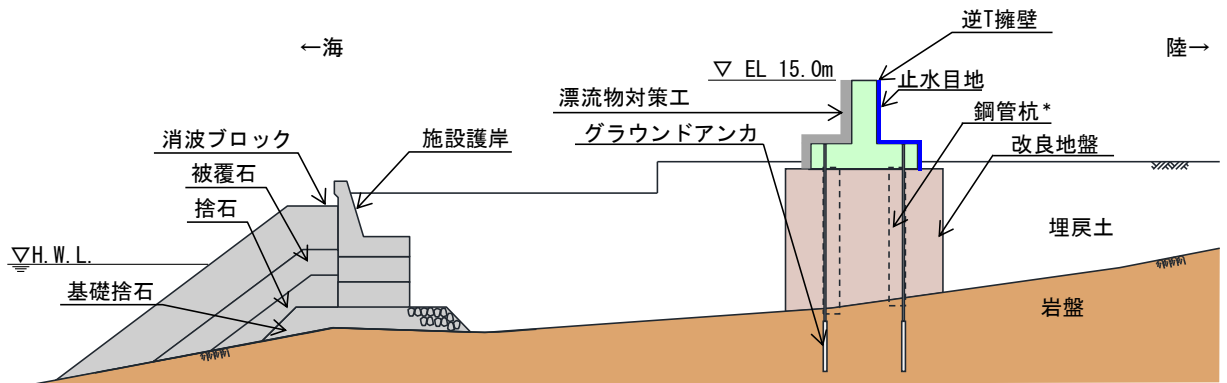 ←海
陸→
逆T擁壁
▽ EL 15.0m
止水目地
漂流物対策工
鋼管杭*
グラウンドアンカ
改良地盤
消波ブロック
施設護岸
被覆石
捨石
埋戻土
▽H.W.L.
基礎捨石
岩盤